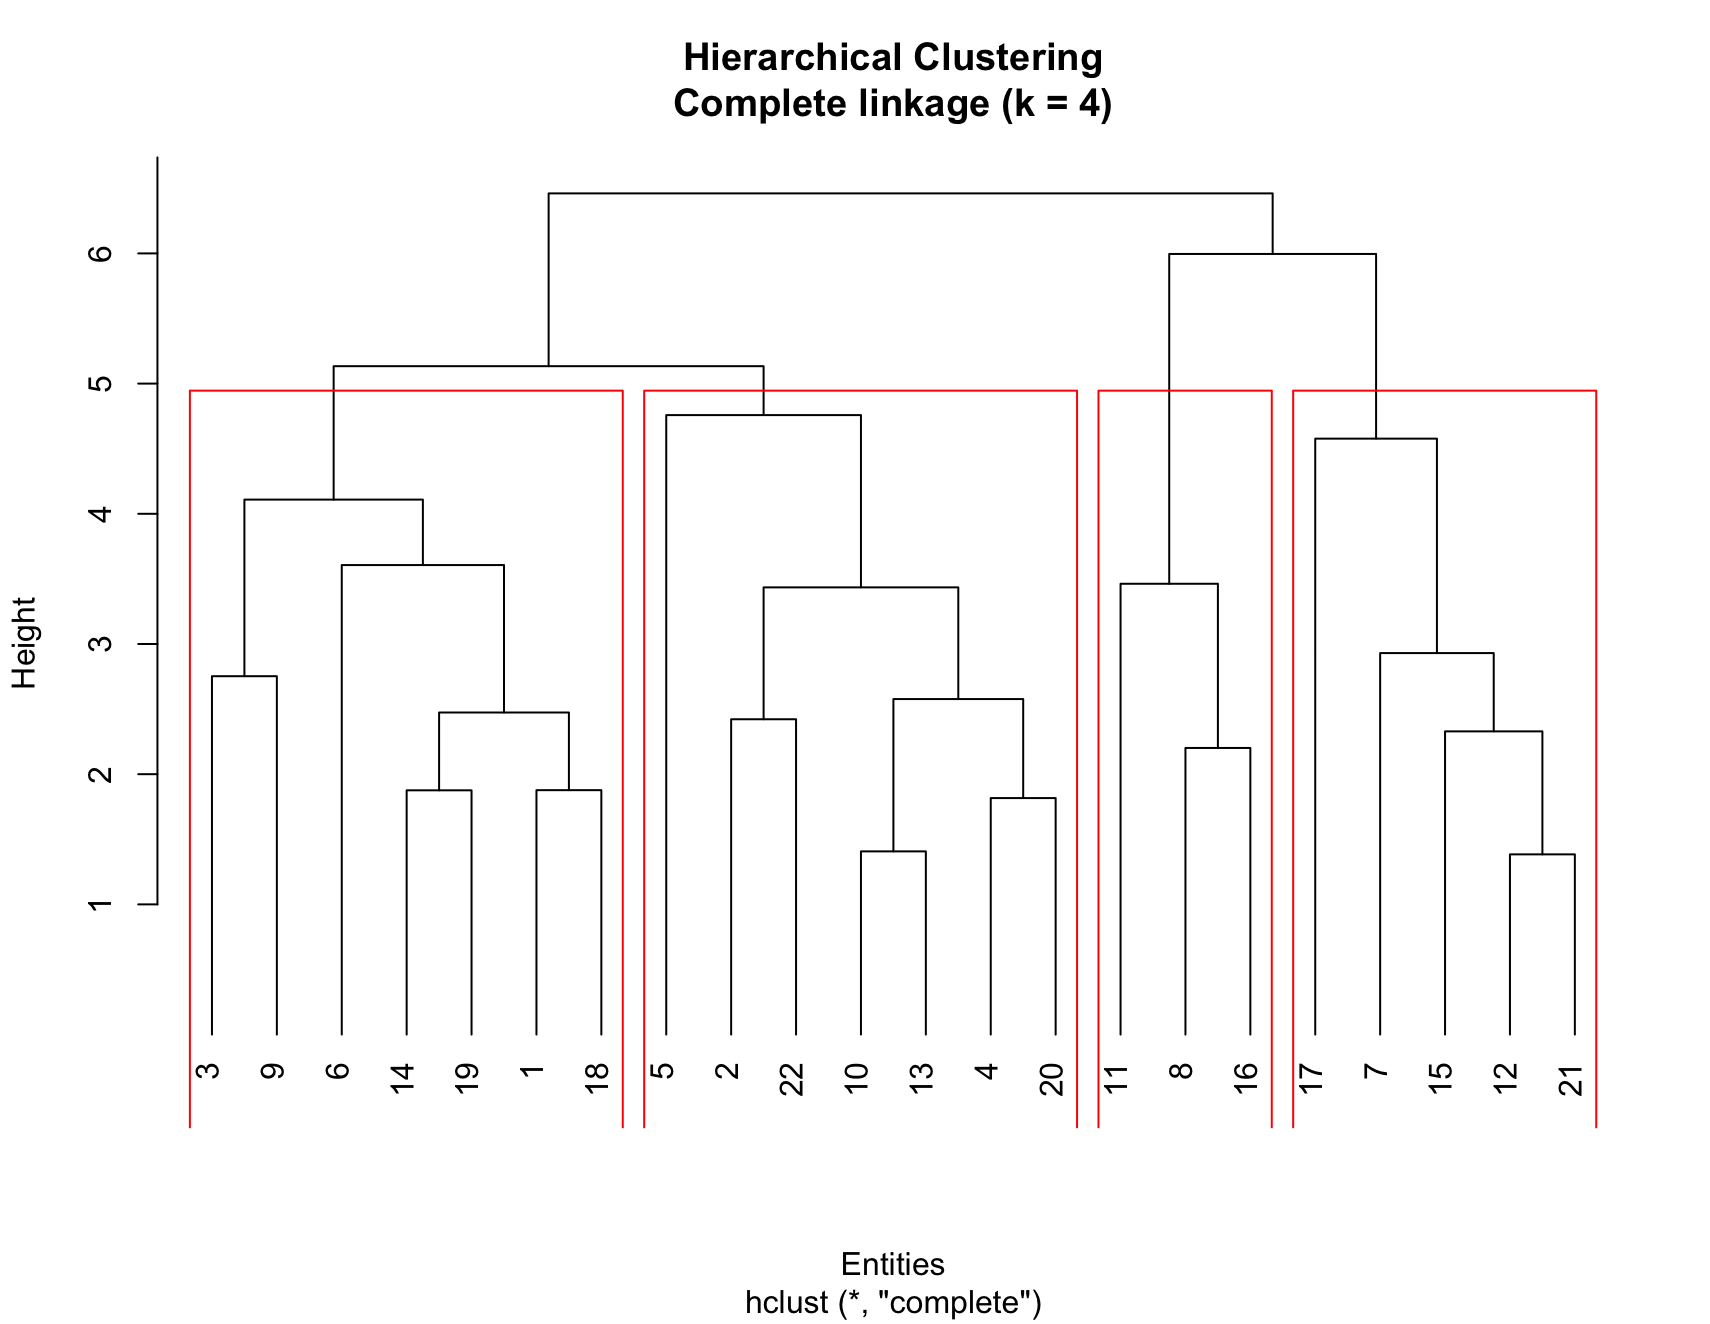 Hierarchical Clustering
Complete linkage (k = 4)
Height
6
5
4
3
2
1
3 9 6 14 19 1 18 5 2 22 10 13 4 20 11 8 16 17 7 15 12 21
Entities
hclust (*, "complete")